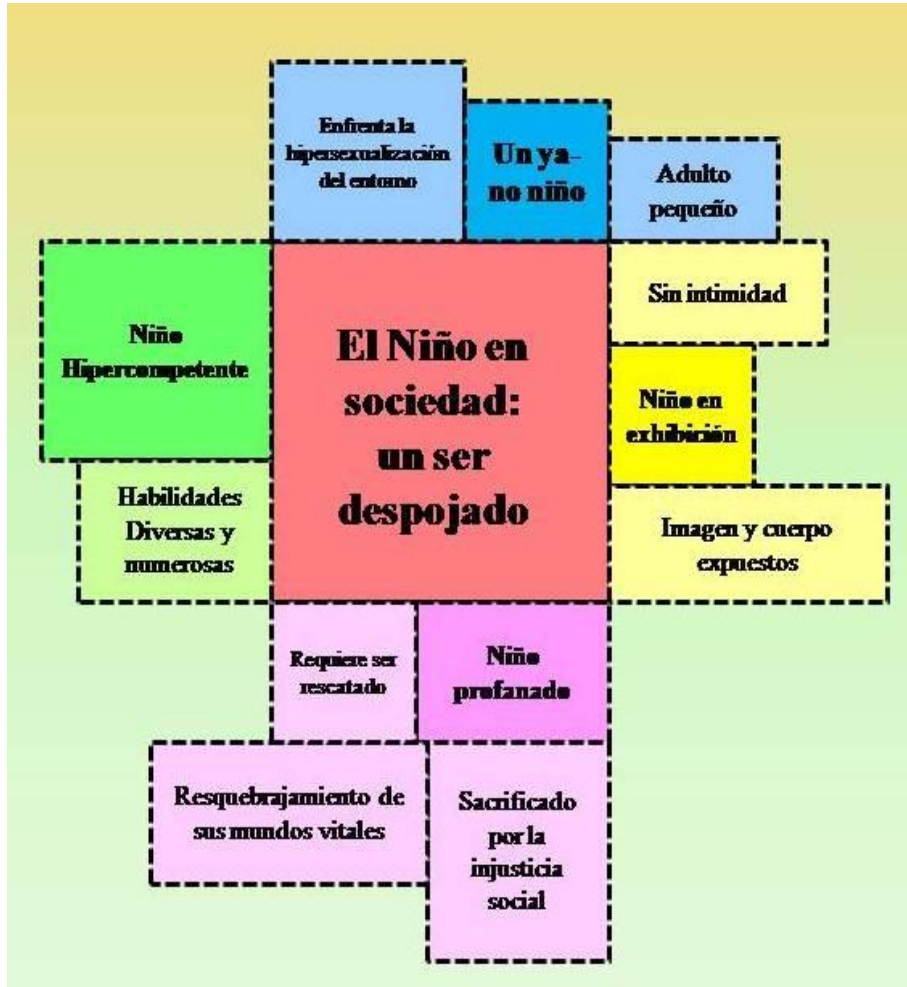 Enfrenta la
hipersexualización
del entorno
Un ya-
no niño
Adulto
pequeño
Niño
Hipercompetente
El Niño en
sociedad:
un ser
despojado
Sin intimidad
Niño en
exhibición
Habilidades
Diversas y
numerosas
Imagen y cuerpo
expuestos
Requiere ser
rescatado
Niño
profanado
Resquebrajamiento de
sus mundos vitales
Sacrificado
por la
injusticia
social